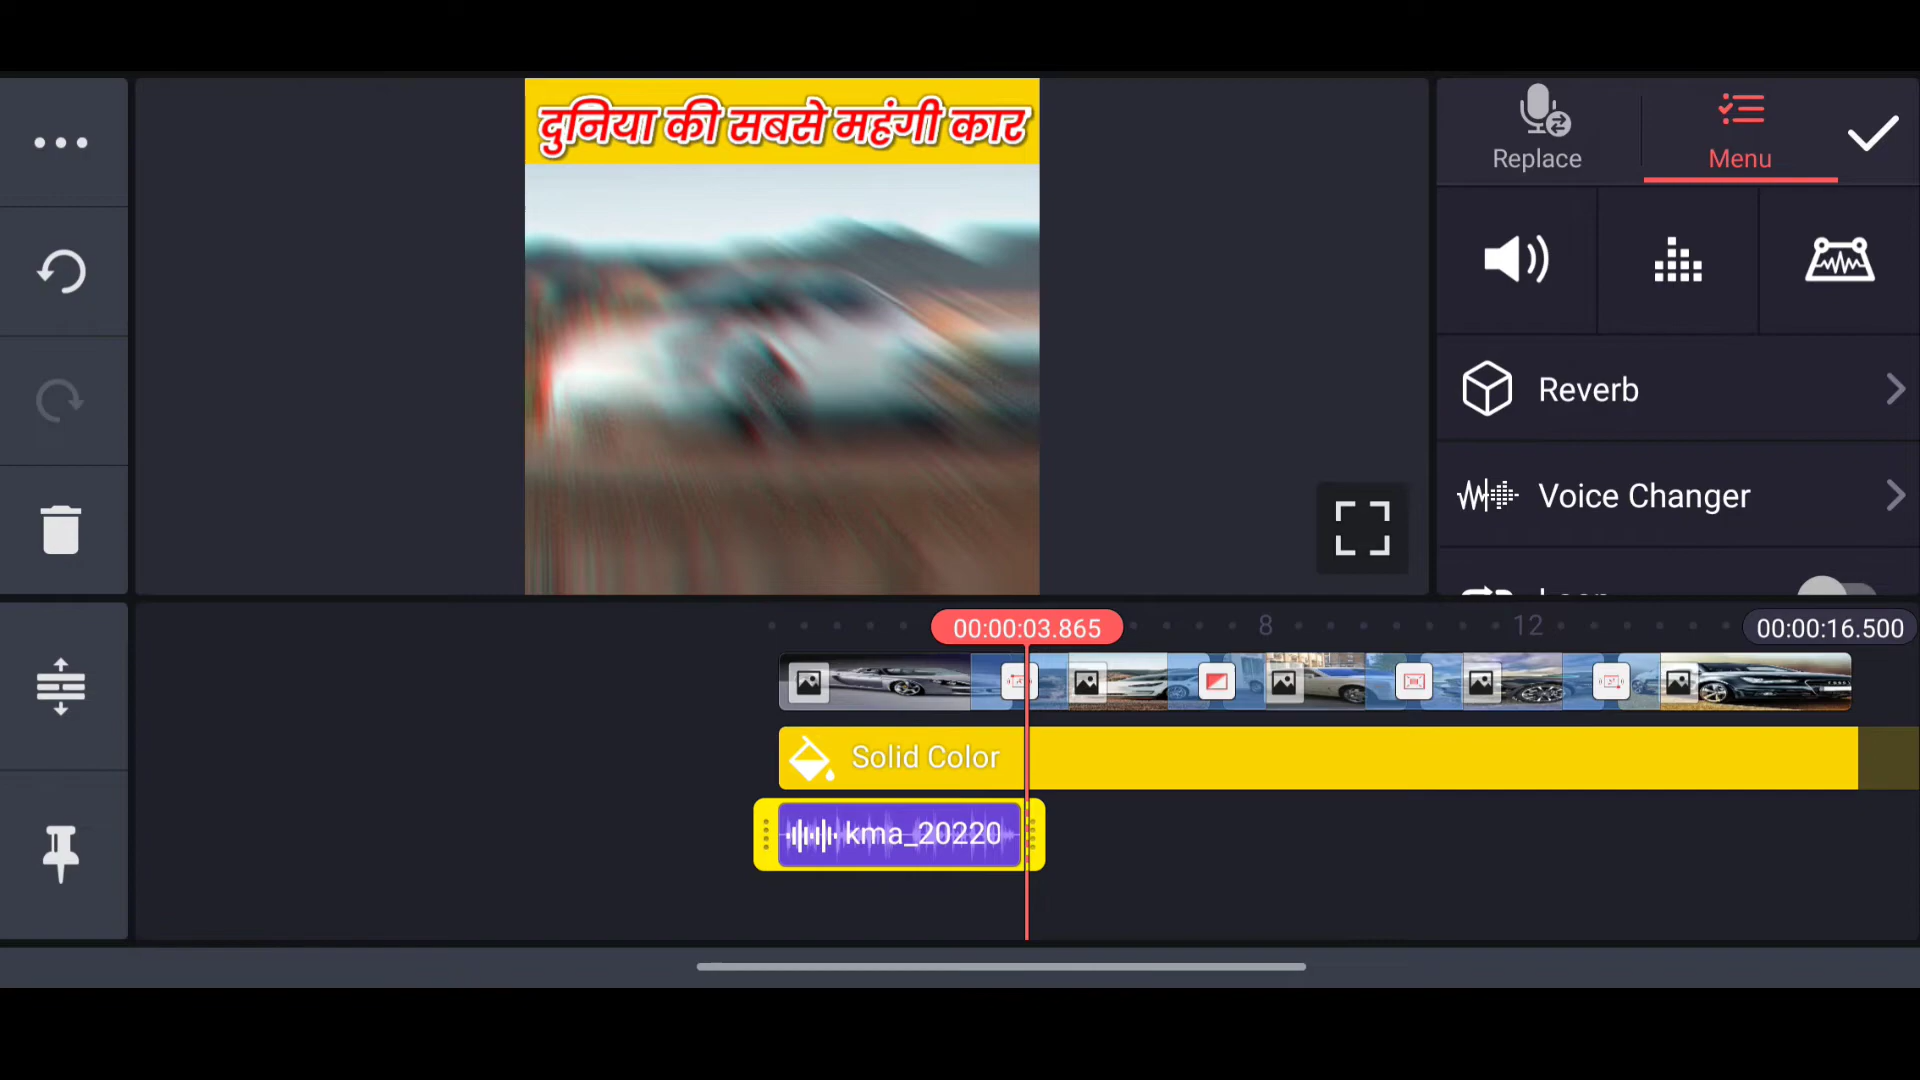 दुनिया की सबसे महंगी कार
Replace
Menu
Reverb
Voice Changer
Loop
00:00:03.865
8
12
00:00:16.500
Solid Color
kma_20220